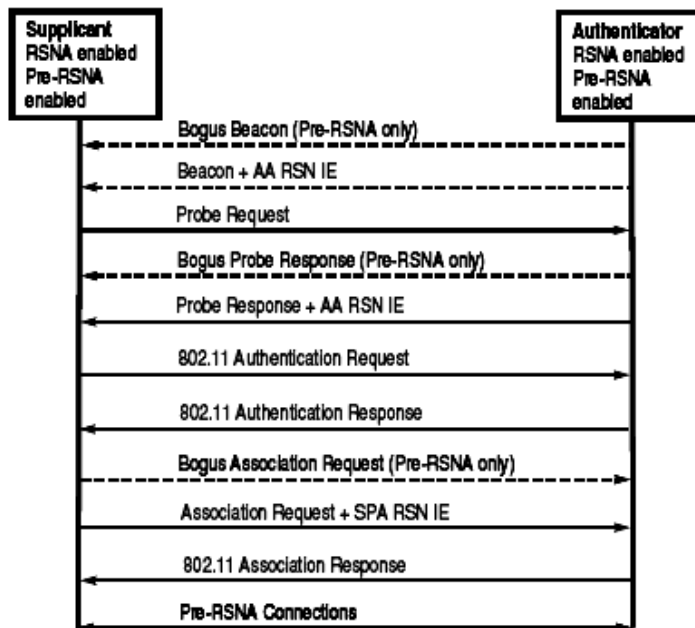 Supplicant
RSNA enabled
Pre-RSNA
enabled
Authenticator
RSNA enabled
Pre-RSNA
enabled
Bogus Beacon (Pre-RSNA only)
Beacon + AA RSN IE
Probe Request
Bogus Probe Response (Pre-RSNA only)
Probe Response + AA RSN IE
802.11 Authentication Request
802.11 Authentication Response
Bogus Association Request (Pre-RSNA only)
Association Request + SPA RSN IE
802.11 Association Response
Pre-RSNA Connections